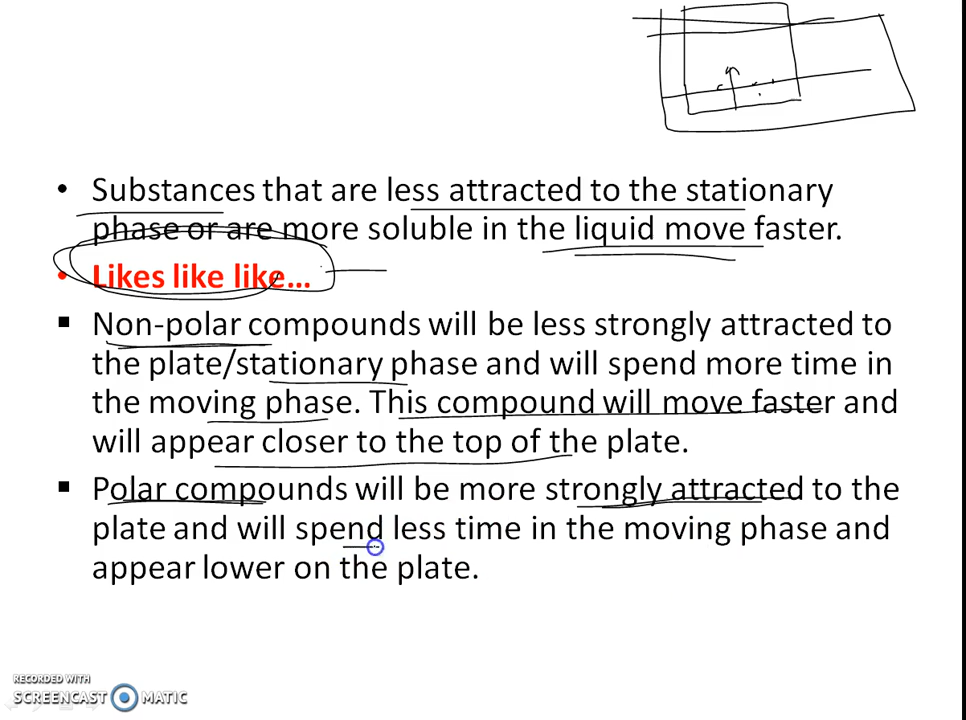 • Substances that are less attracted to the stationary
phase or are more soluble in the liquid move faster.
• Likes like like...
▪ Non-polar compounds will be less strongly attracted to
the plate/stationary phase and will spend more time in
the moving phase. This compound will move faster and
will appear closer to the top of the plate.
▪ Polar compounds will be more strongly attracted to the
plate and will spend less time in the moving phase and
appear lower on the plate.
RECORDED WITH
SCREENCAST MATIC